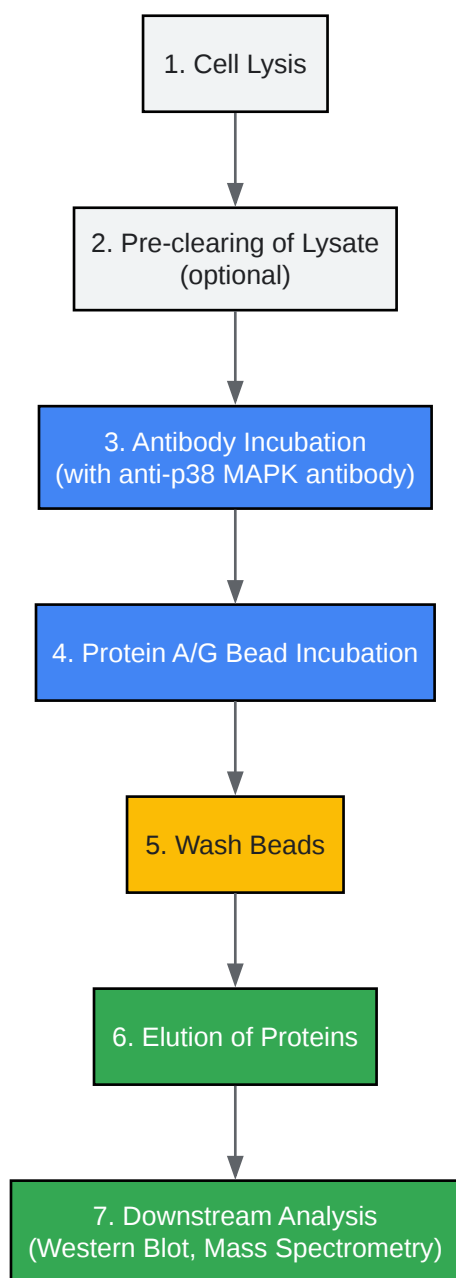 1. Cell Lysis
2. Pre-clearing of Lysate
(optional)
3. Antibody Incubation
(with anti-p38 MAPK antibody)
4. Protein A/G Bead Incubation
5. Wash Beads
6. Elution of Proteins
7. Downstream Analysis
(Western Blot, Mass Spectrometry)